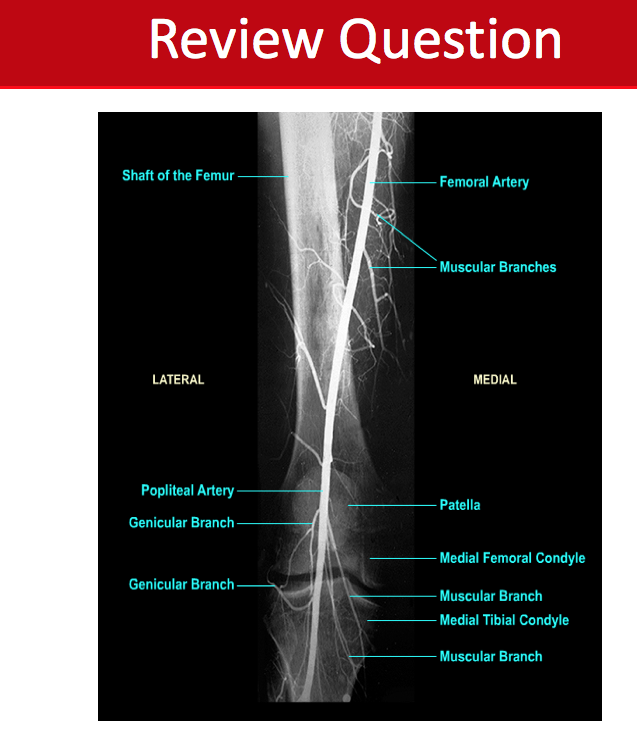 Review Question
Shaft of the Femur
Femoral Artery
Muscular Branches
LATERAL
MEDIAL
Popliteal Artery
Patella
Genicular Branch
Medial Femoral Condyle
Genicular Branch
Muscular Branch
Medial Tibial Condyle
Muscular Branch